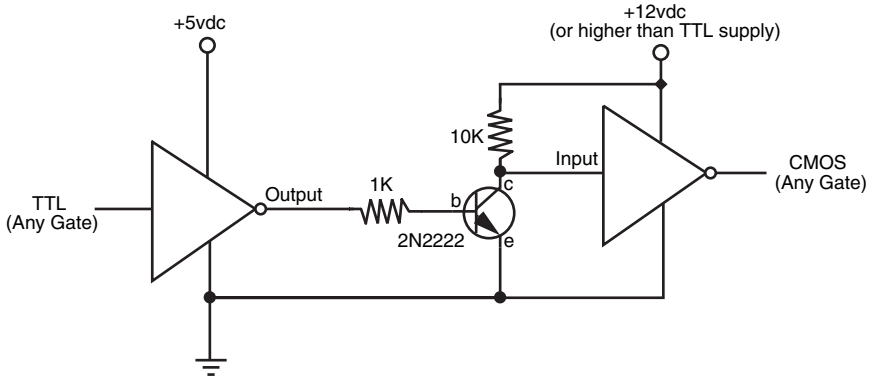 +5vdc
+12vdc
(or higher than TTL supply)
10K
Input
CMOS
(Any Gate)
c
TTL
(Any Gate)
Output
1K
b
2N2222
e